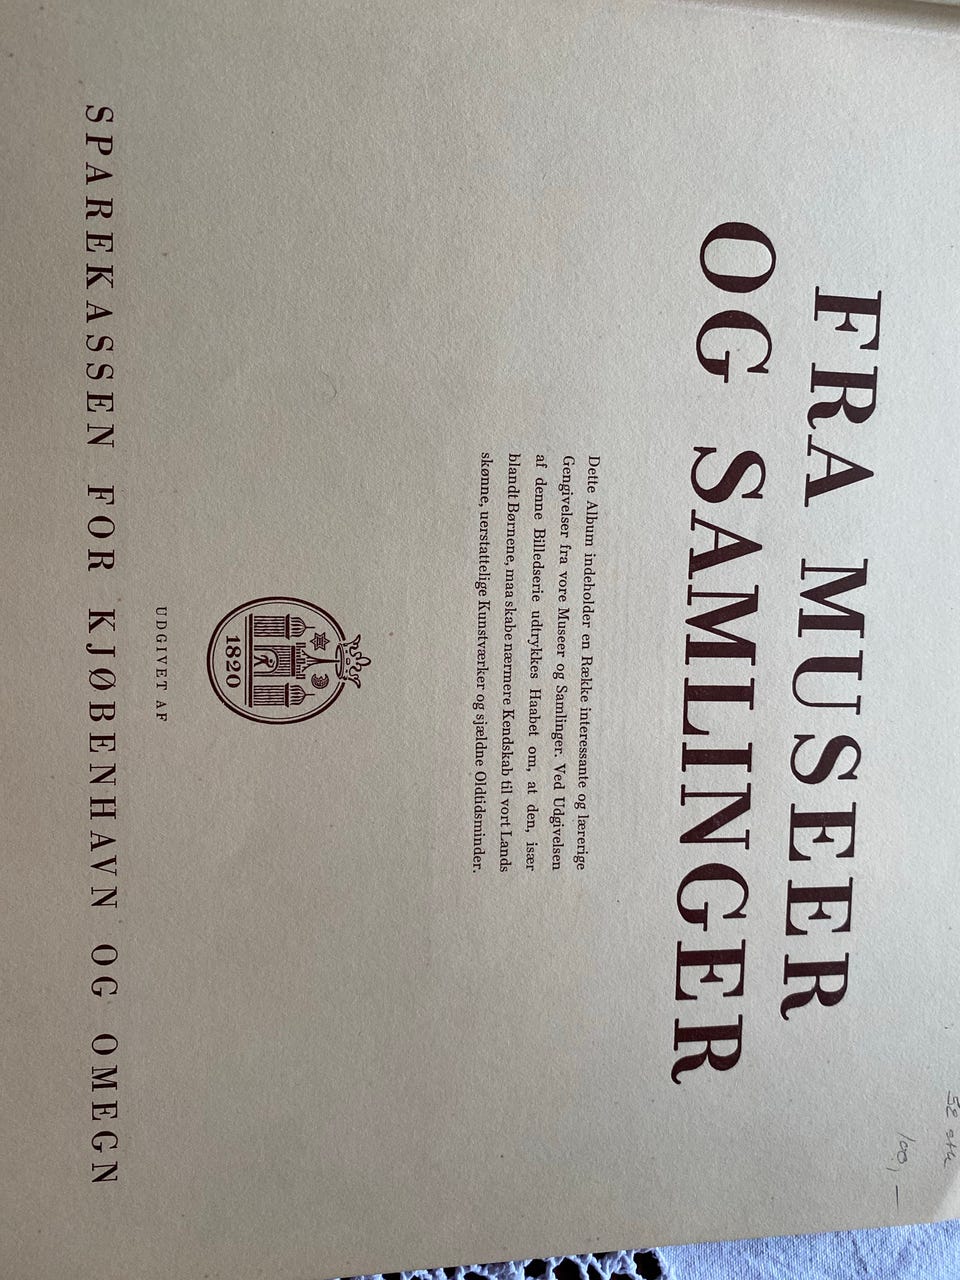 100,-
FRA MUSEER
OG SAMLINGER
Dette Album indeholder en Række interessante og lærerige
Gengivelser fra vore Museer og Samlinger. Ved Udgivelsen
af denne Billedserie udtrykkes Haabet om, at den, især
blandt Børnene, maa skabe nærmere Kendskab til vort Lands
skønne, uerstattelige Kunstværker og sjældne Oldtidsminder.
1820
UDGIVET AF
SPAREKASSEN FOR KJØBENHAVN OG OMEGN